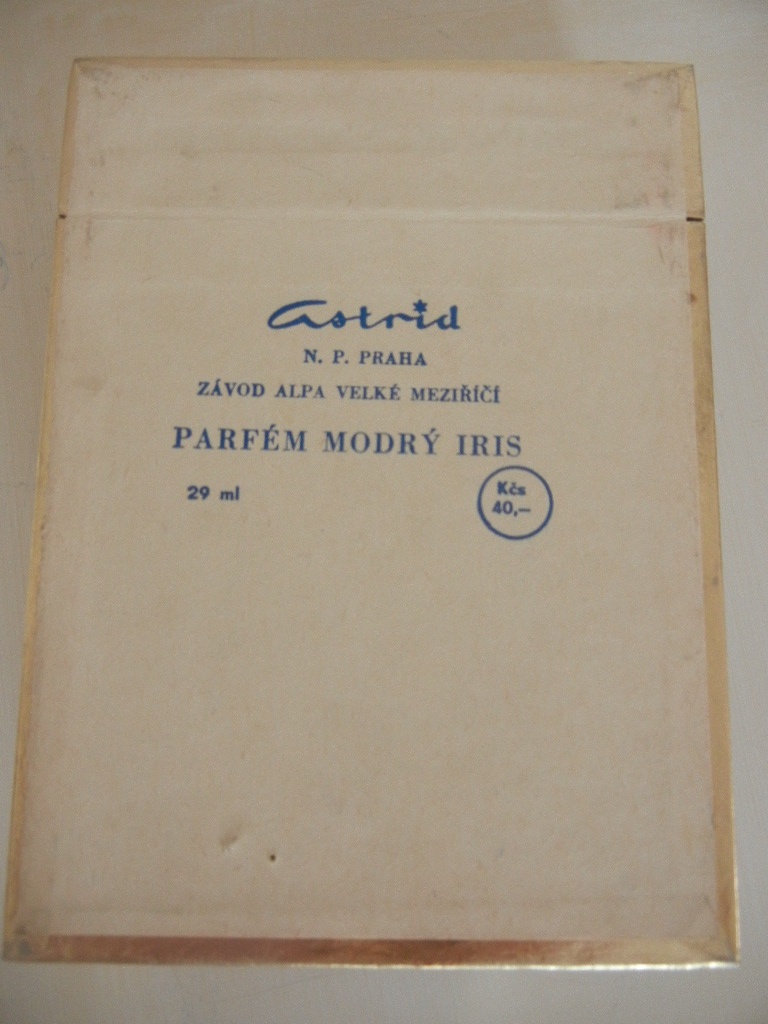 Astrid
N. P. PRAHA
ZÁVOD ALPA VELKÉ MEZIŘÍČÍ
PARFÉM MODRÝ IRIS
29 ml
Kčs
40,—